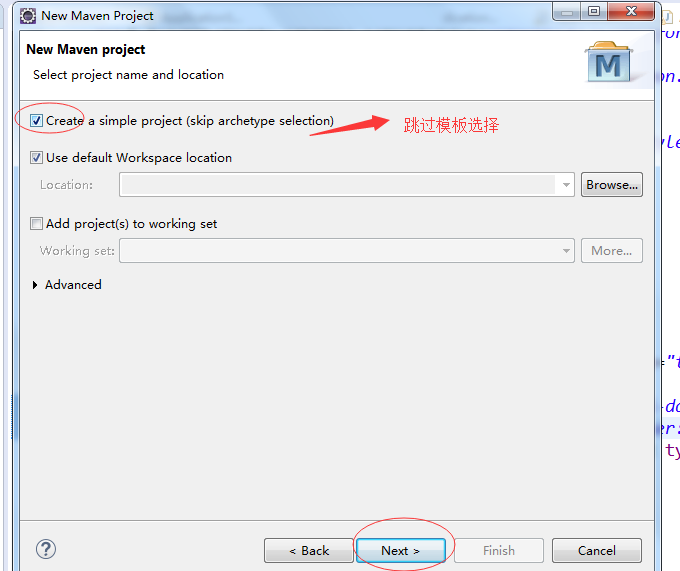 New Maven Project
New Maven project
Select project name and location
M
Create a simple project (skip archetype selection)
跳过模板选择
Use default Workspace location
Location:
Browse...
Add project(s) to working set
Working set:
More...
Advanced
< Back
Next >
Finish
Cancel